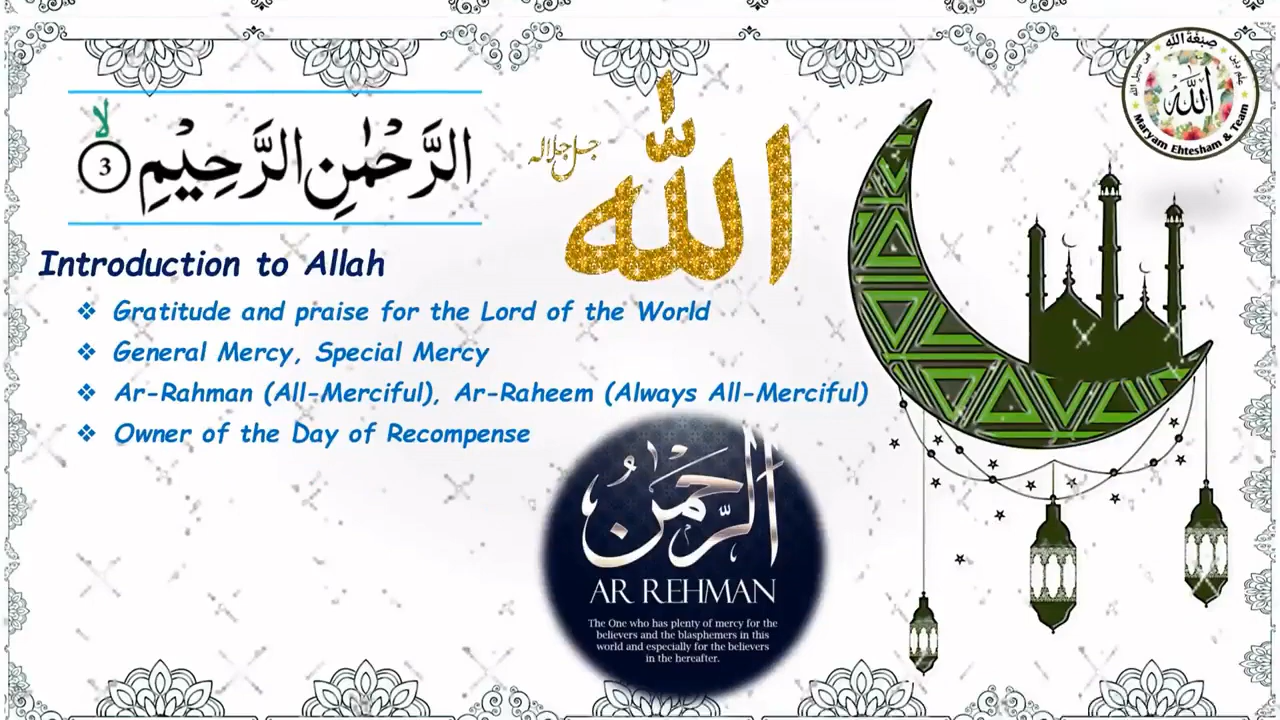 الرَّحْمٰنِ الرَّحِيْمِ 3 لا
الله
جل جلاله
Introduction to Allah
❖ Gratitude and praise for the Lord of the World
❖ General Mercy, Special Mercy
❖ Ar-Rahman (All-Merciful), Ar-Raheem (Always All-Merciful)
❖ Owner of the Day of Recompense
الرَّحْمٰنُ
AR REHMAN
The One who has plenty of mercy for the
believers and the blasphemers in this
world and especially for the believers
in the hereafter.
صبغة الله
الله
Maryam Ehtesham & Team